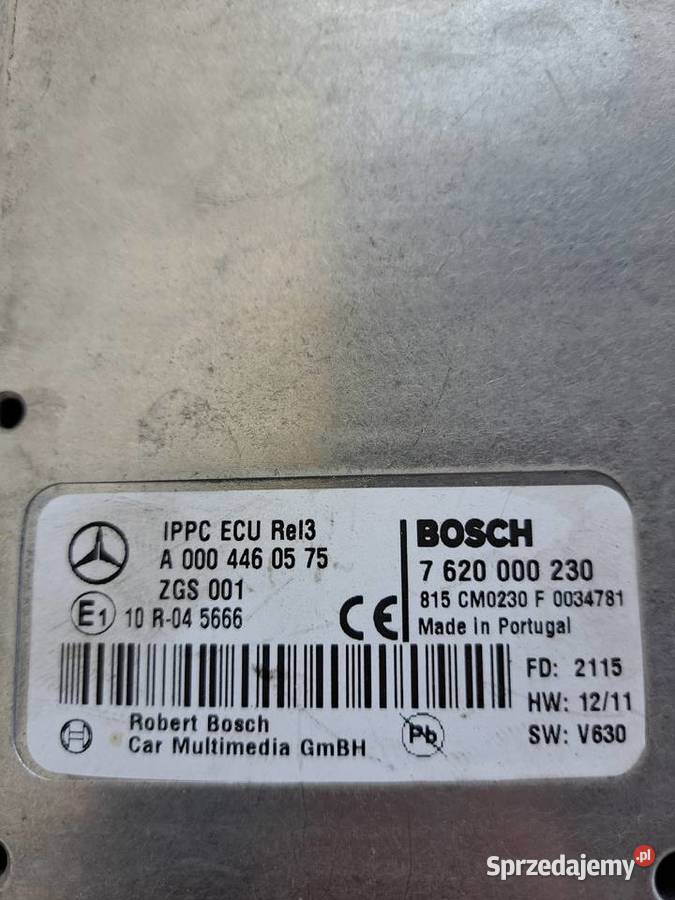 IPPC ECU Rel3
A 000 446 05 75
ZGS 001
E1 10 R-04 5666
CE
BOSCH
7 620 000 230
815 CM0230 F 0034781
Made in Portugal
FD: 2115
HW: 12/11
SW: V630
Robert Bosch
Car Multimedia GmBH
Pb
Sprzedajemy.pl